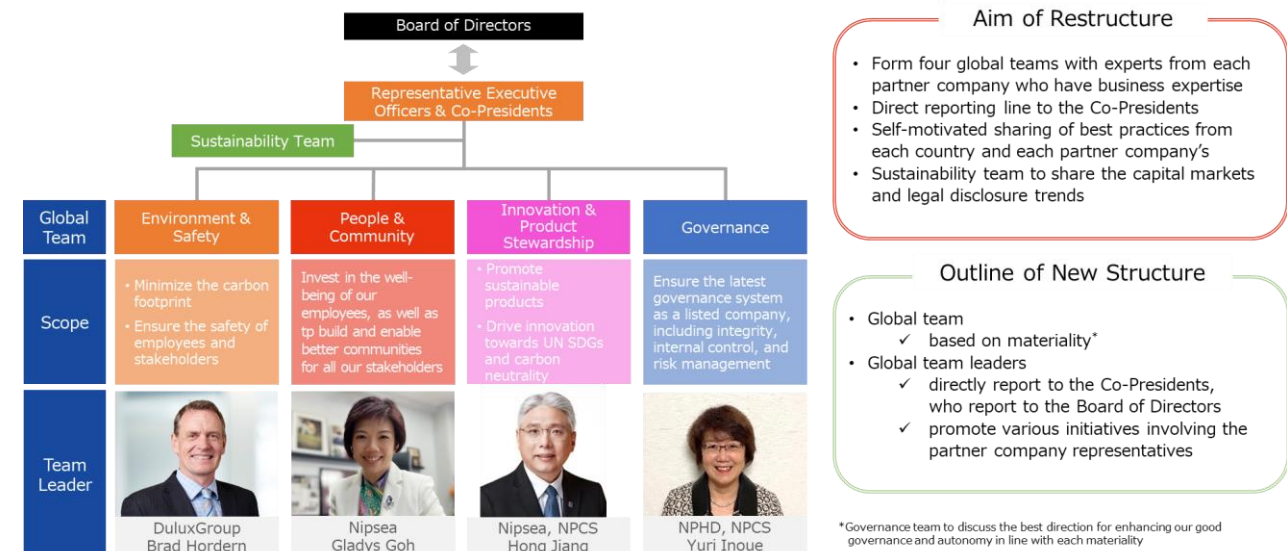 Board of Directors
Representative Executive
Officers & Co-Presidents
Sustainability Team
Global
Team
Environment &
Safety
People &
Community
Innovation &
Product
Stewardship
Governance
Scope
• Minimize the carbon
footprint
• Ensure the safety of
employees and
stakeholders
Invest in the well-
being of our
employees, as well as
tp build and enable
better communities
for all our stakeholders
• Promote
sustainable
products
• Drive innovation
towards UN SDGs
and carbon
neutrality
Ensure the latest
governance system
as a listed company,
including integrity,
internal control, and
risk management
Team
Leader
DuluxGroup
Brad Hordern
Nipsea
Gladys Goh
Nipsea, NPCS
Hong Jiang
NPHD, NPCS
Yuri Inoue
Aim of Restructure
• Form four global teams with experts from each
partner company who have business expertise
• Direct reporting line to the Co-Presidents
• Self-motivated sharing of best practices from
each country and each partner company's
• Sustainability team to share the capital markets
and legal disclosure trends
Outline of New Structure
• Global team
✓ based on materiality*
• Global team leaders
✓ directly report to the Co-Presidents,
who report to the Board of Directors
✓ promote various initiatives involving the
partner company representatives
*Governance team to discuss the best direction for enhancing our good
governance and autonomy in line with each materiality